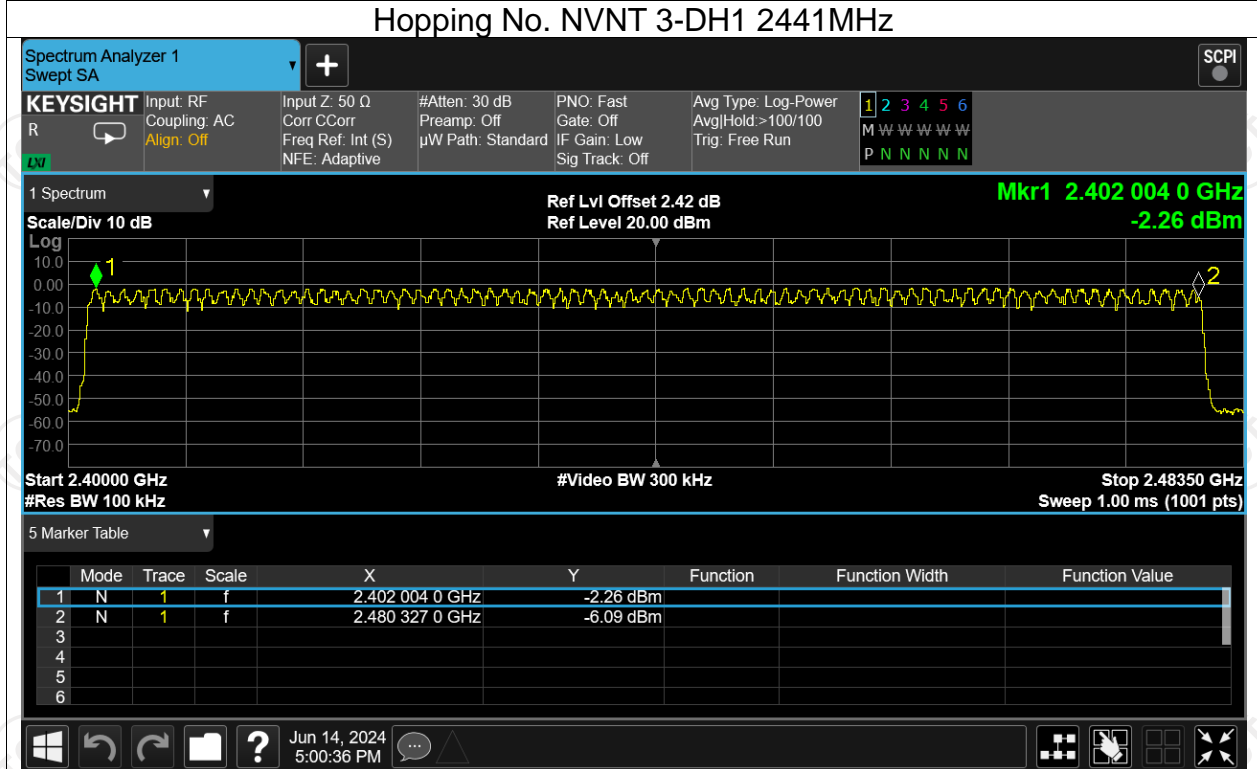 Hopping No. NVNT 3-DH1 2441MHz
Spectrum Analyzer 1
Swept SA
+
SCPI
KEYSIGHT
R
LXI
Input: RF
Coupling: AC
Align: Off
Input Z: 50 Ω
Corr CCorr
Freq Ref: Int (S)
NFE: Adaptive
#Atten: 30 dB
Preamp: Off
µW Path: Standard
PNO: Fast
Gate: Off
IF Gain: Low
Sig Track: Off
Avg Type: Log-Power
Avg|Hold:>100/100
Trig: Free Run
1 2 3 4 5 6
M W W W W W
P N N N N N
1 Spectrum
Scale/Div 10 dB
Ref Lvl Offset 2.42 dB
Ref Level 20.00 dBm
Mkr1 2.402 004 0 GHz
-2.26 dBm
Log
10.0
0.00
-10.0
-20.0
-30.0
-40.0
-50.0
-60.0
-70.0
1
2
Start 2.40000 GHz
#Res BW 100 kHz
#Video BW 300 kHz
Stop 2.48350 GHz
Sweep 1.00 ms (1001 pts)
5 Marker Table
Mode Trace Scale X Y Function Function Width Function Value
1 N 1 f 2.402 004 0 GHz -2.26 dBm
2 N 1 f 2.480 327 0 GHz -6.09 dBm
3
4
5
6
?
Jun 14, 2024
5:00:36 PM